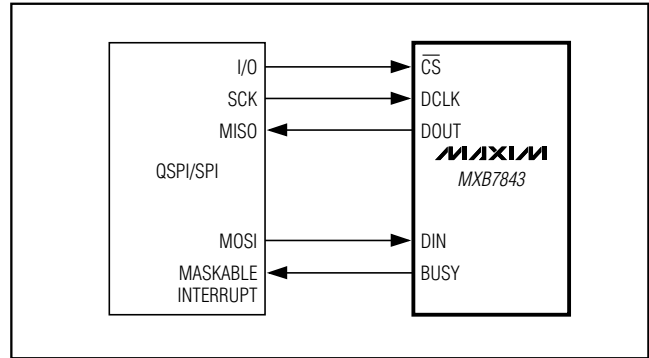 I/O
SCK
MISO
QSPI/SPI
MOSI
MASKABLE
INTERRUPT
CS
DCLK
DOUT
MAXIM
MXB7843
DIN
BUSY